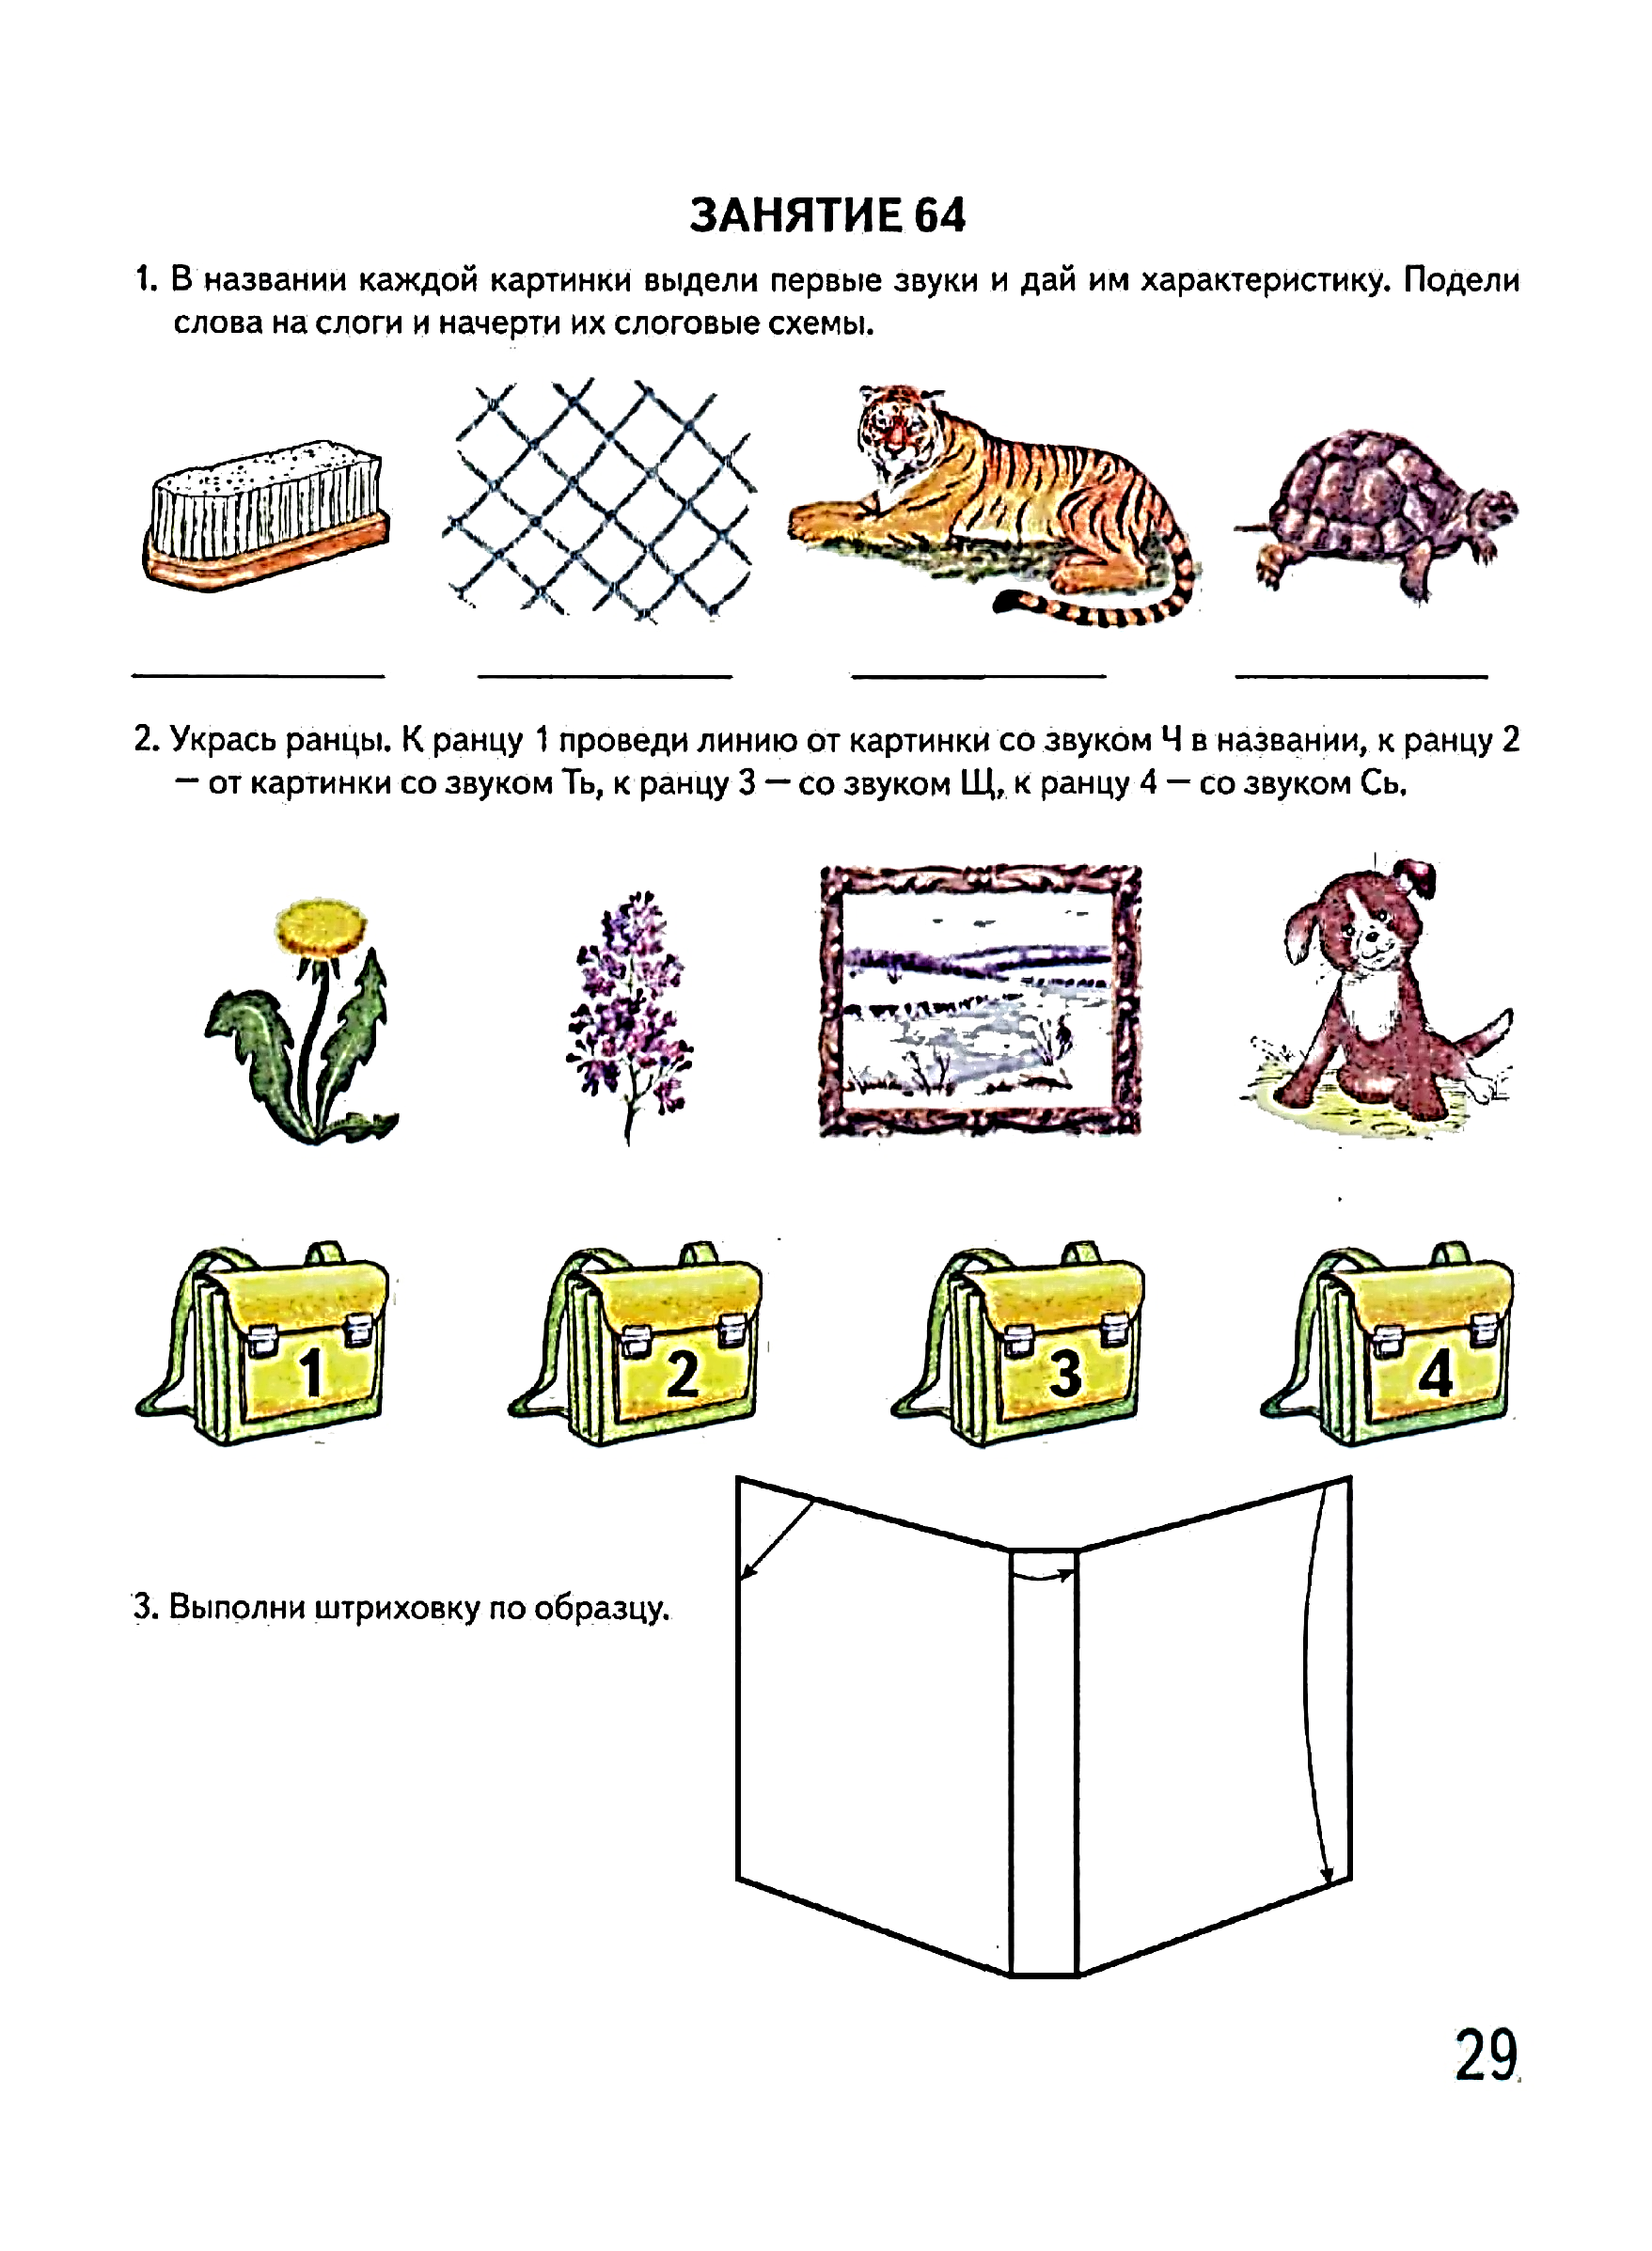 ЗАНЯТИЕ 64
1. В названии каждой картинки выдели первые звуки и дай им характеристику. Подели
слова на слоги и начерти их слоговые схемы.
2. Укрась ранцы. К ранцу 1 проведи линию от картинки со звуком Ч в названии, к ранцу 2
— от картинки со звуком Ть, к ранцу 3 — со звуком Щ, к ранцу 4 — со звуком Сь.
1 2 3 4
3. Выполни штриховку по образцу.
29